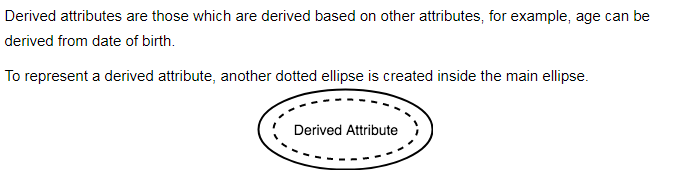 Derived attributes are those which are derived based on other attributes, for example, age can be
derived from date of birth.
To represent a derived attribute, another dotted ellipse is created inside the main ellipse.
Derived Attribute